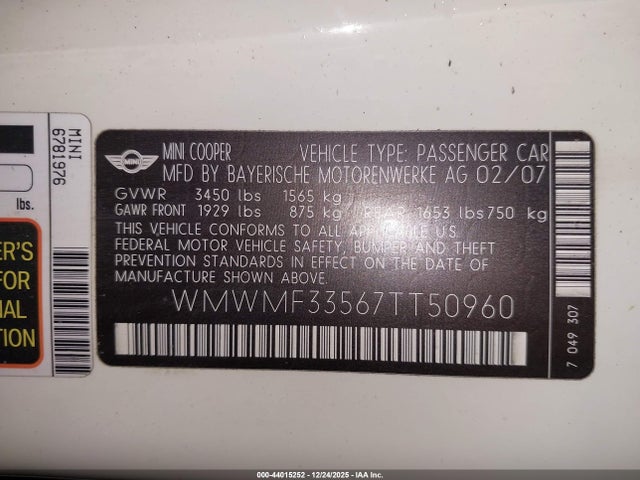 MINI
6781976
lbs.
ER'S
FOR
NAL
TION
MINI
MINI COOPER VEHICLE TYPE: PASSENGER CAR
MFD BY BAYERISCHE MOTORENWERKE AG 02/07
GVWR 3450 lbs 1565 kg
GAWR FRONT 1929 lbs 875 kg 1653 lbs 750 kg
THIS VEHICLE CONFORMS TO ALL APPLICABLE U.S.
FEDERAL MOTOR VEHICLE SAFETY, BUMPER AND THEFT
PREVENTION STANDARDS IN EFFECT ON THE DATE OF
MANUFACTURE SHOWN ABOVE.
WMWMF33567TT50960
7 049 307
000-44015252 - 12/24/2025 - IAA Inc.